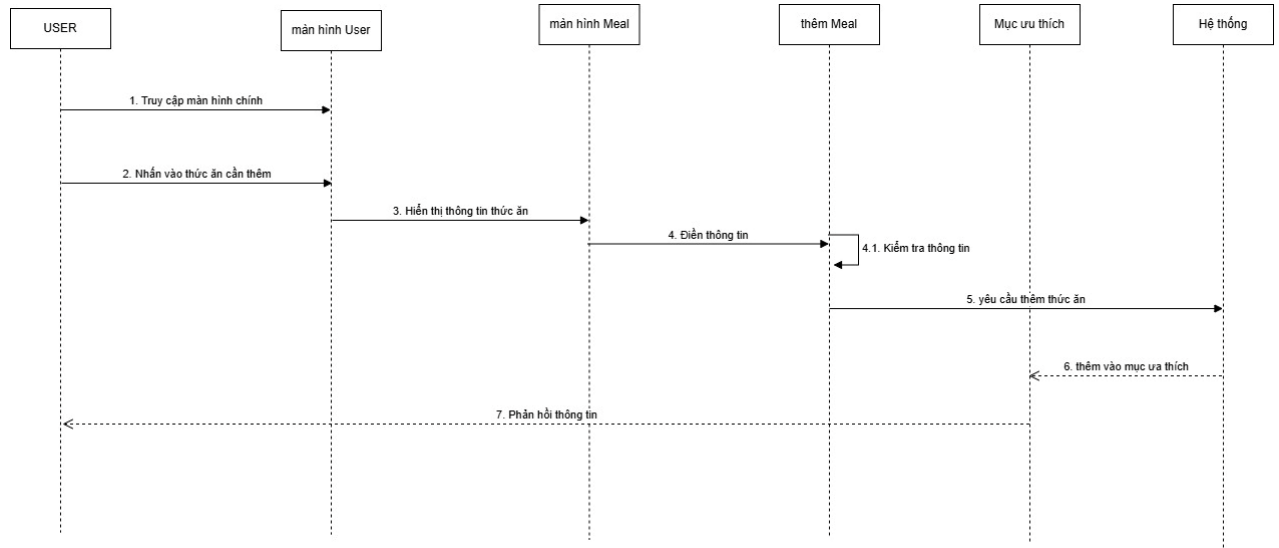 USER
màn hình User
màn hình Meal
thêm Meal
Mục ưu thích
Hệ thống
1. Truy cập màn hình chính
2. Nhấn vào thức ăn cần thêm
3. Hiển thị thông tin thức ăn
4. Điền thông tin
4.1. Kiểm tra thông tin
5. yêu cầu thêm thức ăn
6. thêm vào mục ưa thích
7. Phản hồi thông tin